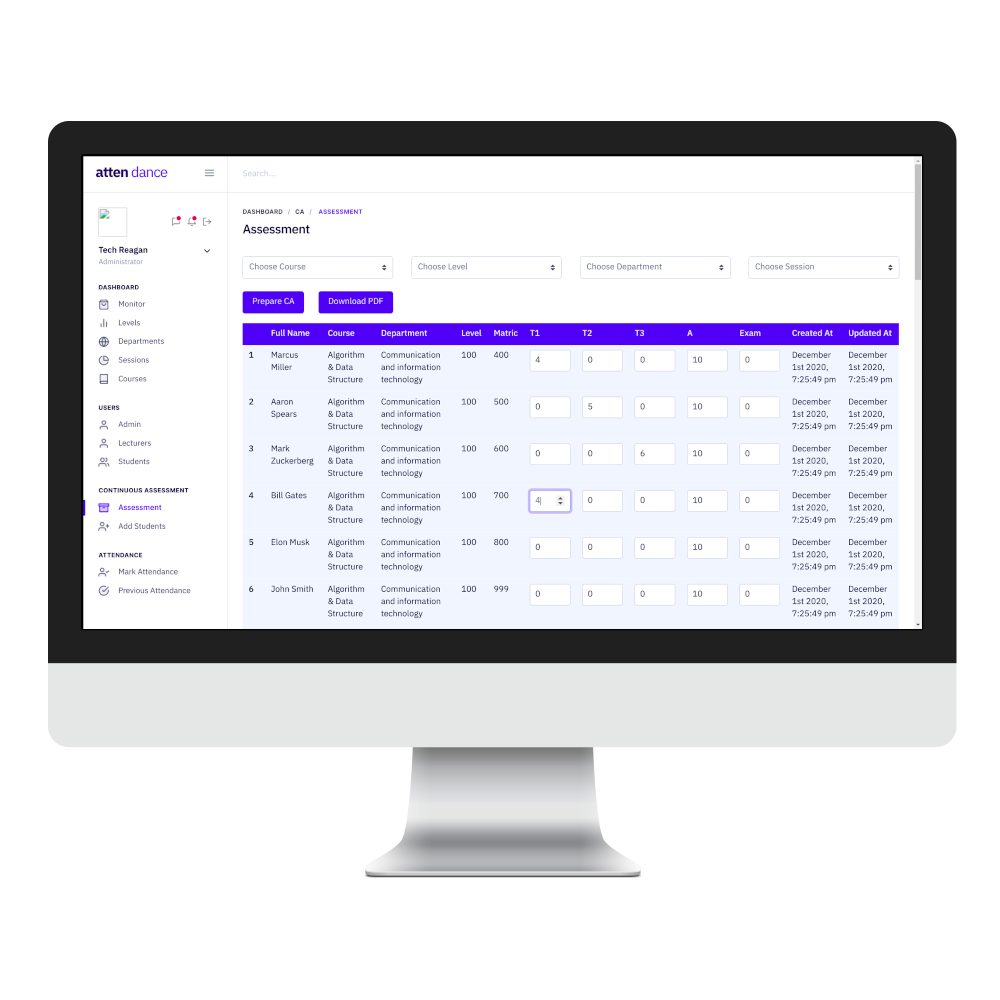 atten dance
Search...
Tech Reagan
Administrator
DASHBOARD
Monitor
Levels
Departments
Sessions
Courses
USERS
Admin
Lecturers
Students
CONTINUOUS ASSESSMENT
Assessment
Add Students
ATTENDANCE
Mark Attendance
Previous Attendance
DASHBOARD / CA / ASSESSMENT
Assessment
Choose Course Choose Level Choose Department Choose Session
Prepare CA Download PDF
Full Name Course Department Level Matric T1 T2 T3 A Exam Created At Updated At
1 Marcus Algorithm Communication 100 400 4 0 0 10 0 December December
Miller & Data and information 1st 2020, 1st 2020,
Structure technology 7:25:49 pm 7:25:49 pm
2 Aaron Algorithm Communication 100 500 0 5 0 10 0 December December
Spears & Data and information 1st 2020, 1st 2020,
Structure technology 7:25:49 pm 7:25:49 pm
3 Mark Algorithm Communication 100 600 0 0 6 10 0 December December
Zuckerberg & Data and information 1st 2020, 1st 2020,
Structure technology 7:25:49 pm 7:25:49 pm
4 Bill Gates Algorithm Communication 100 700 4 0 0 10 0 December December
& Data and information 1st 2020, 1st 2020,
Structure technology 7:25:49 pm 7:25:49 pm
5 Elon Musk Algorithm Communication 100 800 0 0 0 10 0 December December
& Data and information 1st 2020, 1st 2020,
Structure technology 7:25:49 pm 7:25:49 pm
6 John Smith Algorithm Communication 100 999 0 0 0 10 0 December December
& Data and information 1st 2020, 1st 2020,
Structure technology 7:25:49 pm 7:25:49 pm